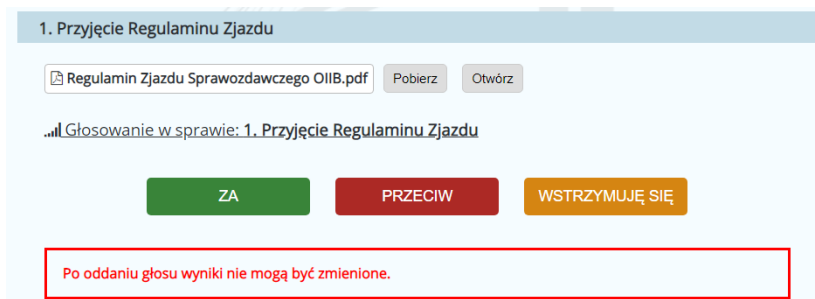 1. Przyjęcie Regulaminu Zjazdu
Regulamin Zjazdu Sprawozdawczego OIIB.pdf Pobierz Otwórz
Głosowanie w sprawie: 1. Przyjęcie Regulaminu Zjazdu
ZA PRZECIW WSTRZYMUJĘ SIĘ
Po oddaniu głosu wyniki nie mogą być zmienione.